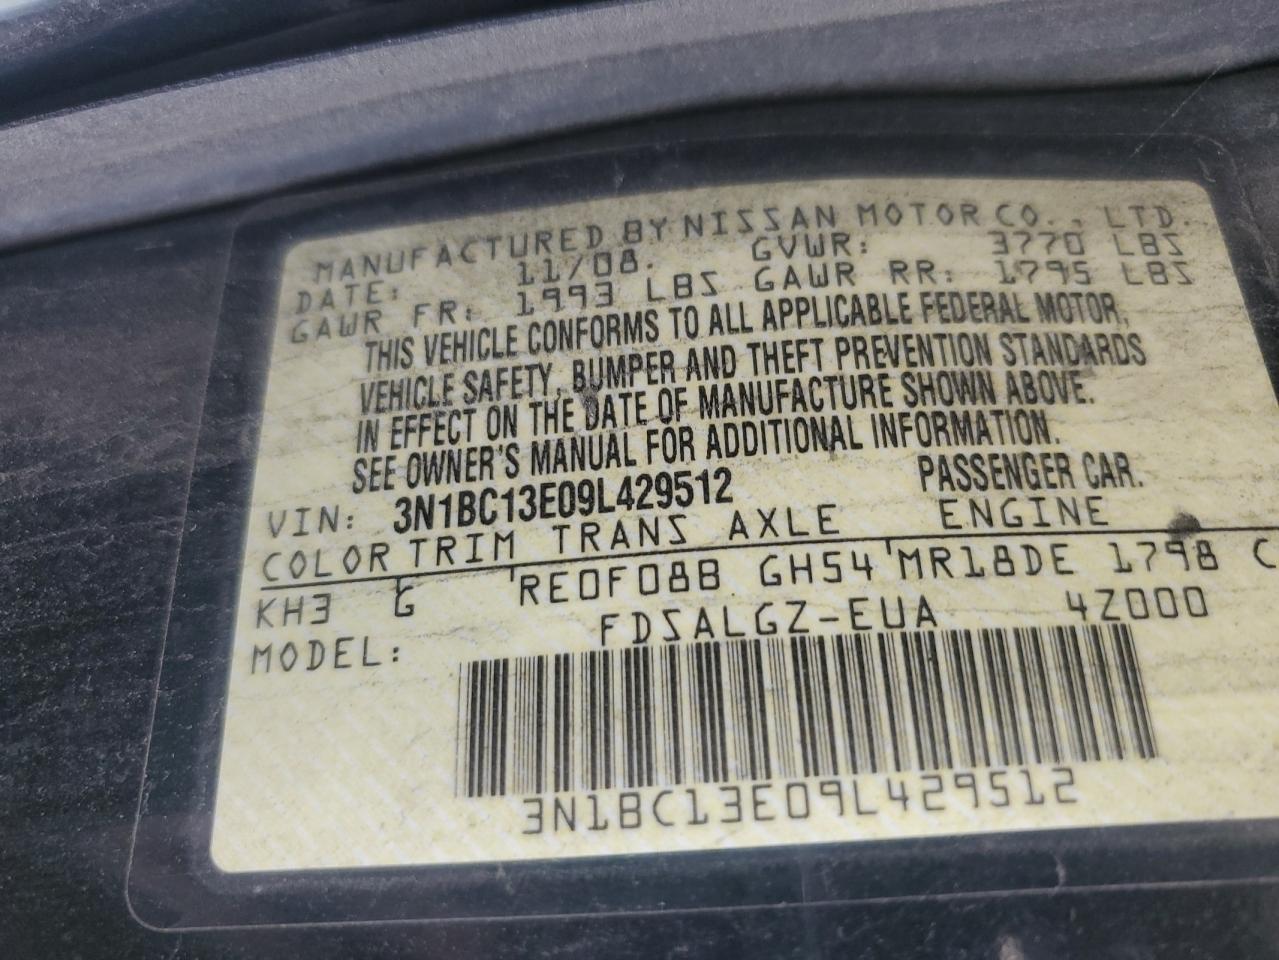 MANUFACTURED BY NISSAN MOTOR CO., LTD.
DATE: 11/08. GVWR: 3770 LBS
GAWR FR: 1993 LBS GAWR RR: 1795 LBS
THIS VEHICLE CONFORMS TO ALL APPLICABLE FEDERAL MOTOR,
VEHICLE SAFETY, BUMPER AND THEFT PREVENTION STANDARDS
IN EFFECT ON THE DATE OF MANUFACTURE SHOWN ABOVE.
SEE OWNER'S MANUAL FOR ADDITIONAL INFORMATION.
VIN: 3N1BC13E09L429512 PASSENGER CAR.
COLOR TRIM TRANS AXLE ENGINE
KH3 G RE0F08B GH54 MR18DE 1798 C
MODEL: FDSALGZ-EUA 4Z000
3N1BC13E09L429512